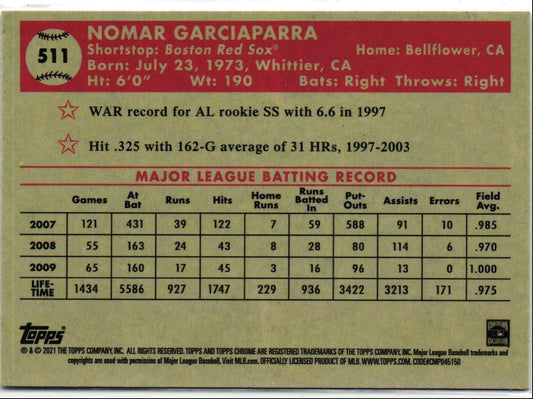 511
NOMAR GARCIAPARRA
Shortstop: Boston Red Sox® Home: Bellflower, CA
Born: July 23, 1973, Whittier, CA
Ht: 6'0" Wt: 190 Bats: Right Throws: Right
WAR record for AL rookie SS with 6.6 in 1997
Hit .325 with 162-G average of 31 HRs, 1997-2003
MAJOR LEAGUE BATTING RECORD
Games At Bat Runs Hits Home Runs Runs Batted In Put-Outs Assists Errors Field Avg.
2007 121 431 39 122 7 59 588 91 10 .985
2008 55 163 24 43 8 28 80 114 6 .970
2009 65 160 17 45 3 16 96 13 0 1.000
LIFE-TIME 1434 5586 927 1747 229 936 3422 3213 171 .975
Topps
® & © 2021 THE TOPPS COMPANY, INC. ALL RIGHTS RESERVED. TOPPS AND TOPPS CHROME ARE REGISTERED TRADEMARKS OF THE TOPPS COMPANY, INC. Major League Baseball trademarks and
copyrights are used with permission of Major League Baseball. Visit MLB.com. OFFICIALLY LICENSED PRODUCT OF MLB. WWW.TOPPS.COM. CODE#CMP045150